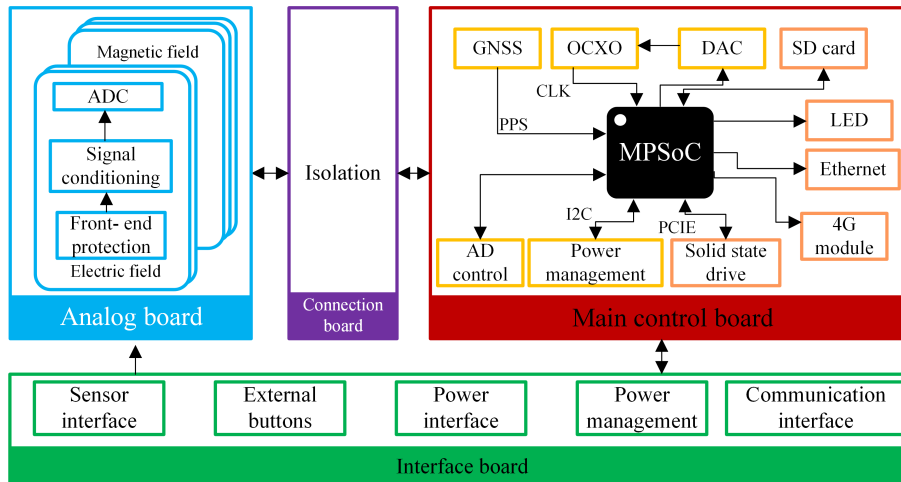 Magnetic field
ADC
Signal
conditioning
Front- end
protection
Electric field
Analog board
Isolation
Connection
board
GNSS
OCXO
DAC
SD card
CLK
PPS
MPSoC
LED
Ethernet
4G
module
I2C
PCIE
AD
control
Power
management
Solid state
drive
Main control board
Sensor
interface
External
buttons
Power
interface
Power
management
Communication
interface
Interface board